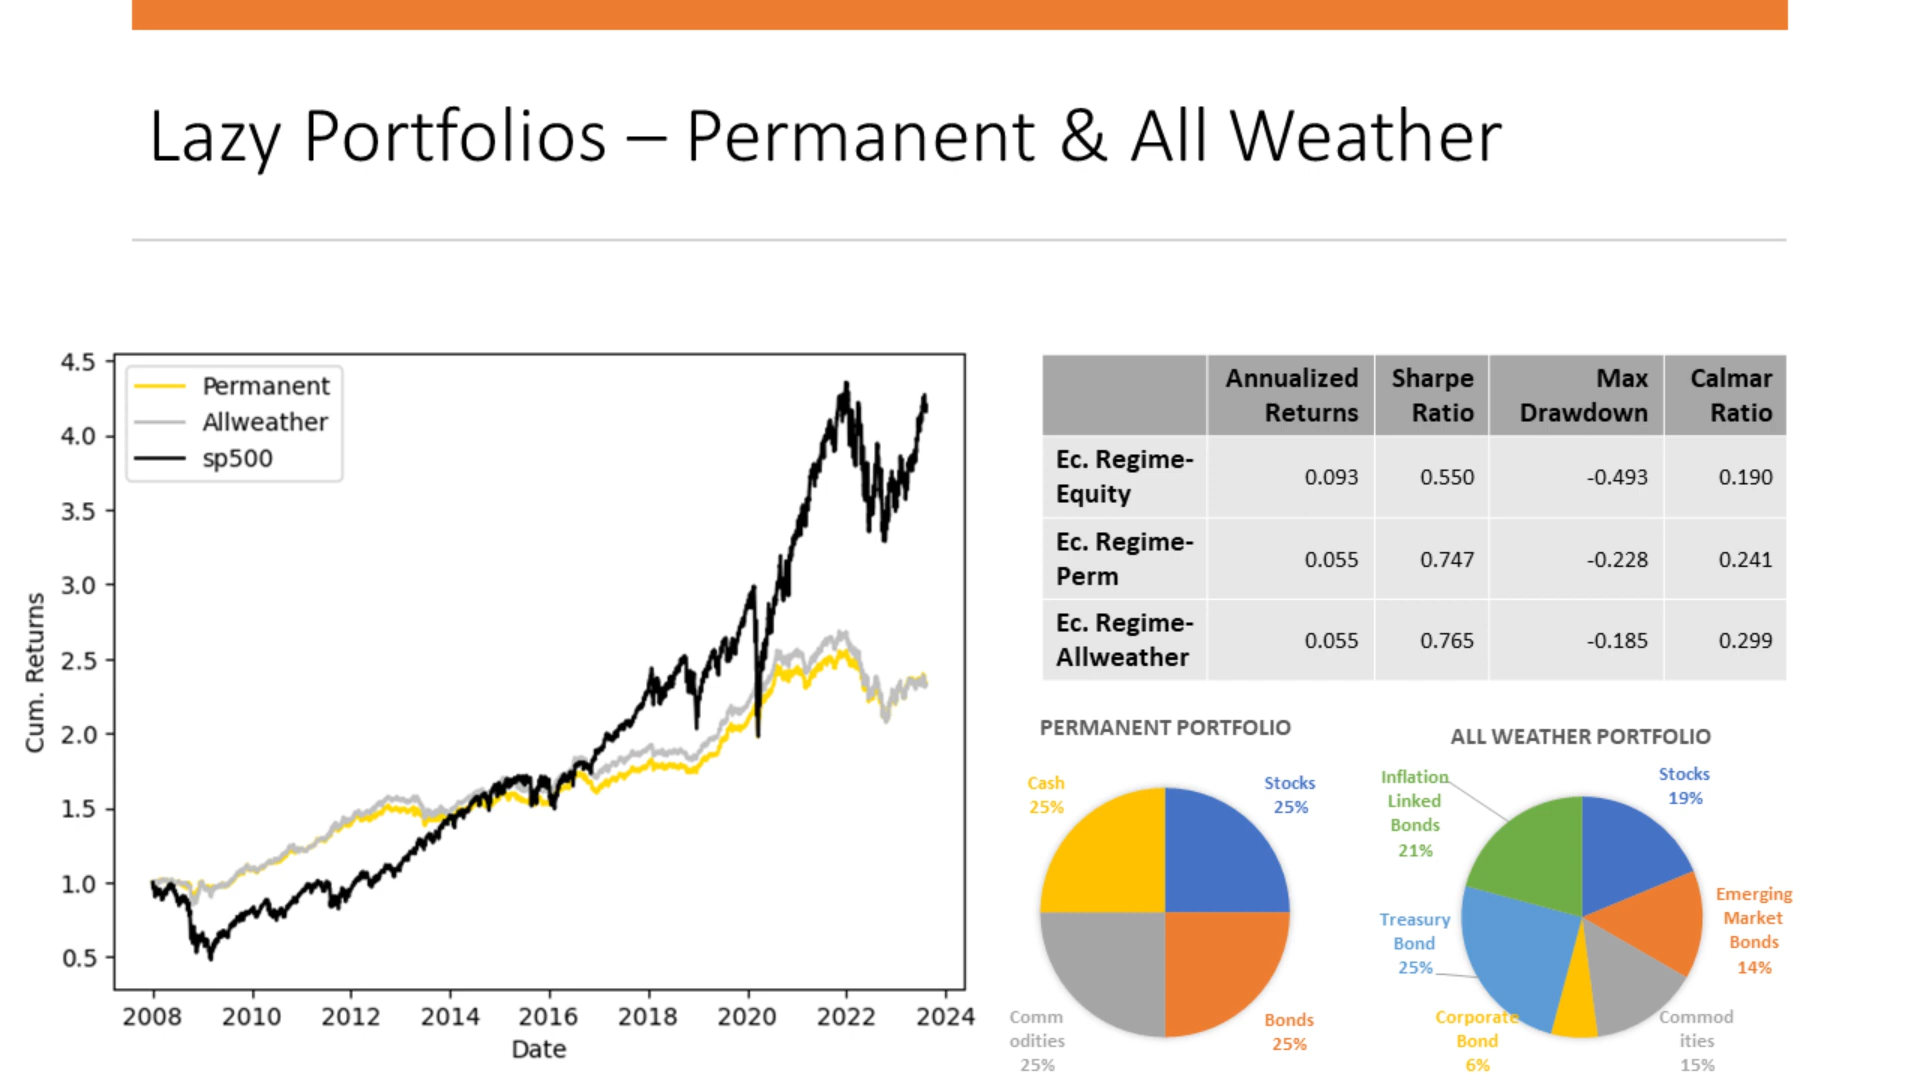 Lazy Portfolios – Permanent & All Weather
4.5
4.0
3.5
3.0
2.5
2.0
1.5
1.0
0.5
Cum. Returns
Permanent
Allweather
sp500
2008 2010 2012 2014 2016 2018 2020 2022 2024
Date
Annualized Returns Sharpe Ratio Max Drawdown Calmar Ratio
Ec. Regime-Equity 0.093 0.550 -0.493 0.190
Ec. Regime-Perm 0.055 0.747 -0.228 0.241
Ec. Regime-Allweather 0.055 0.765 -0.185 0.299
PERMANENT PORTFOLIO
Cash
25%
Stocks
25%
Comm
odities
25%
Bonds
25%
ALL WEATHER PORTFOLIO
Inflation
Linked
Bonds
21%
Stocks
19%
Treasury
Bond
25%
Emerging
Market
Bonds
14%
Corporate
Bond
6%
Commod
ities
15%